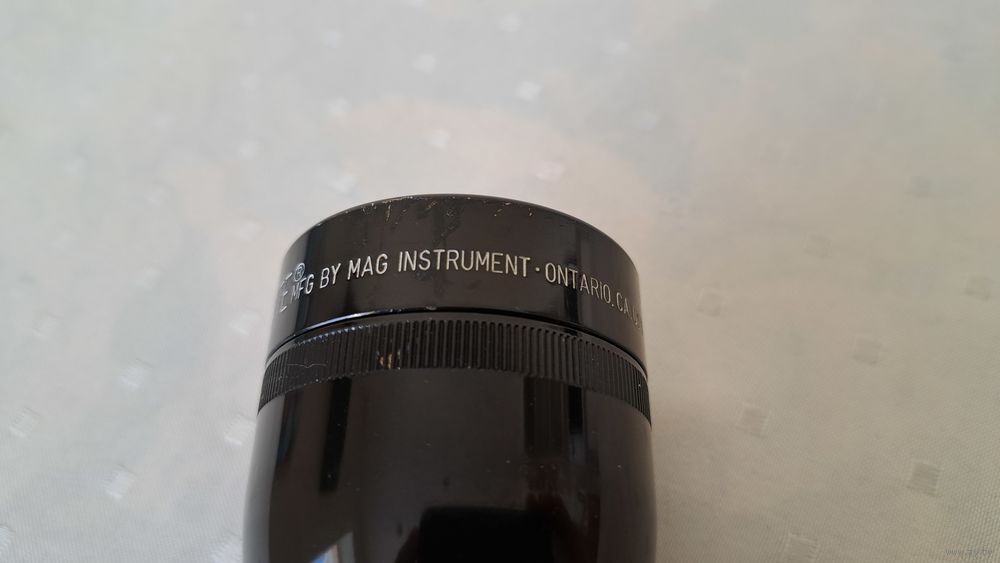 ® MFG BY MAG INSTRUMENT·ONTARIO. CA.